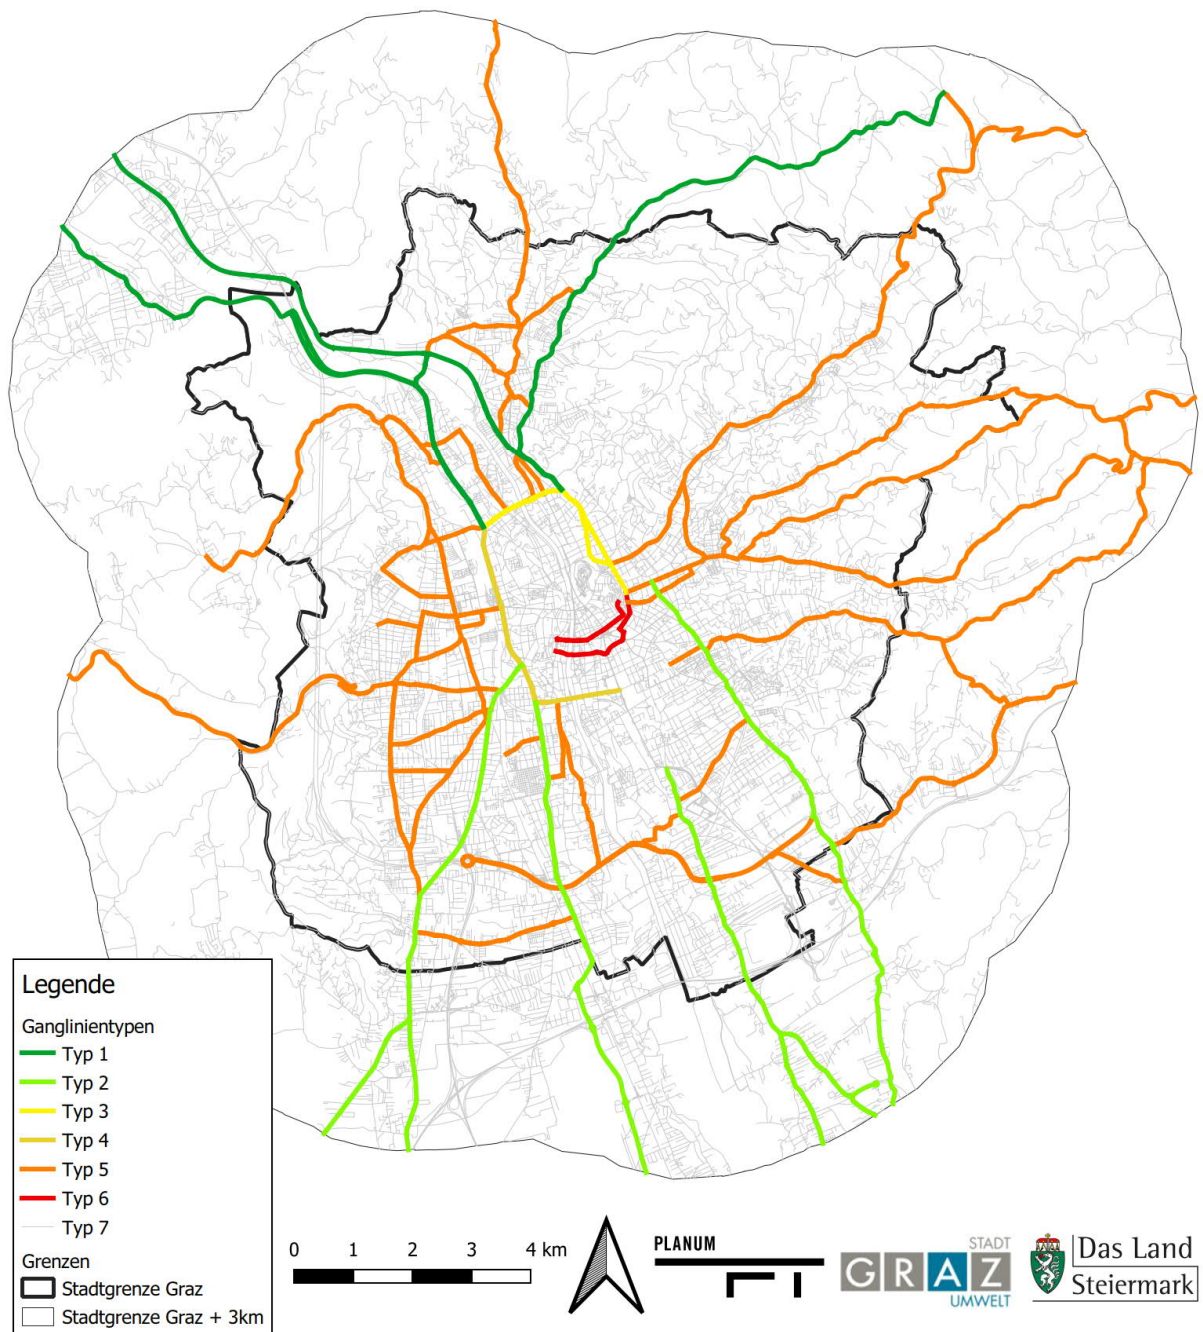 Legende
Ganglinientypen
Typ 1
Typ 2
Typ 3
Typ 4
Typ 5
Typ 6
Typ 7
Grenzen
Stadtgrenze Graz
Stadtgrenze Graz + 3km
0 1 2 3 4 km
PLANUM
FI
STADT
GRAZ
UMWELT
Das Land
Steiermark